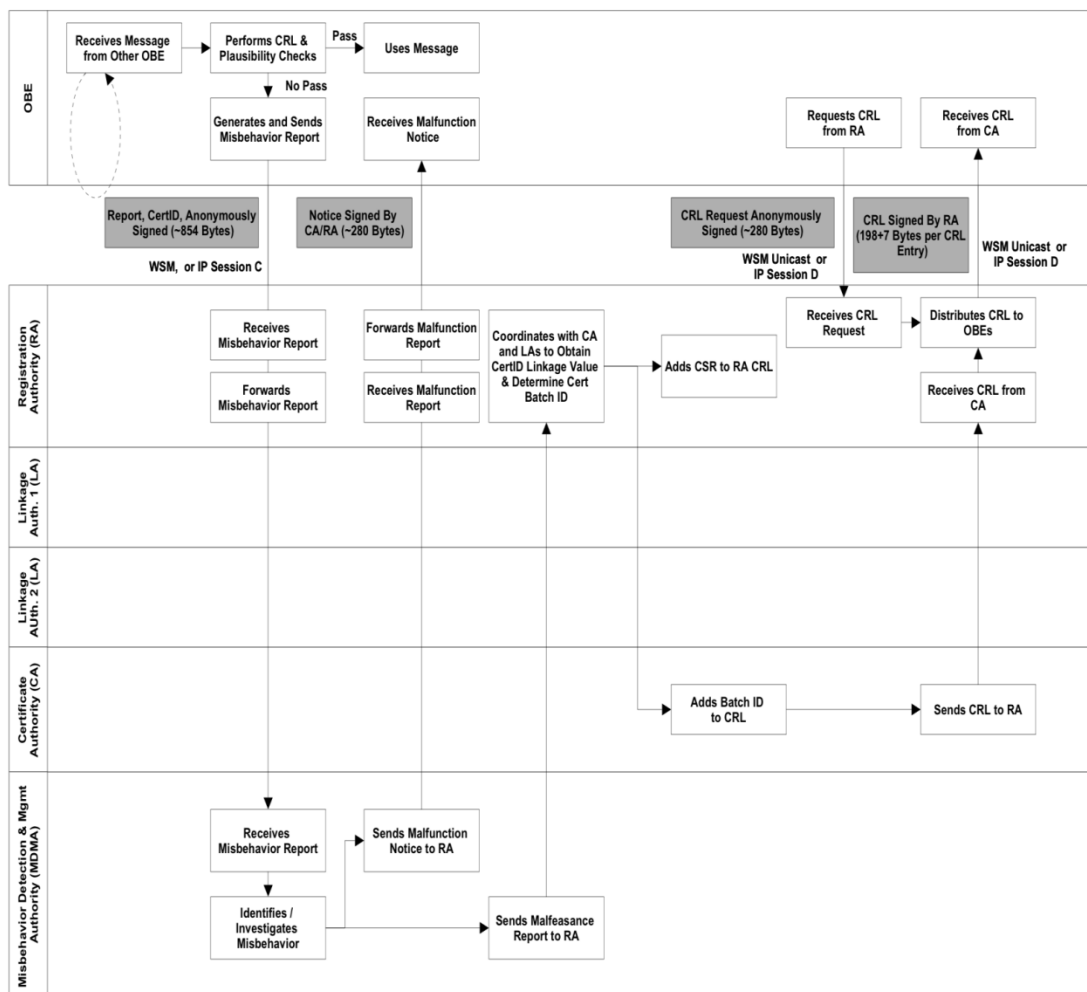 OBE
Receives Message
from Other OBE
Performs CRL &
Plausibility Checks
Pass
Uses Message
No Pass
Generates and Sends
Misbehavior Report
Receives Malfunction
Notice
Requests CRL
from RA
Receives CRL
from CA
Report, CertID, Anonymously
Signed (~854 Bytes)
Notice Signed By
CA/RA (~280 Bytes)
CRL Request Anonymously
Signed (~280 Bytes)
CRL Signed By RA
(198+7 Bytes per CRL
Entry)
WSM, or IP Session C
WSM Unicast or
IP Session D
WSM Unicast or
IP Session D
Registration
Authority (RA)
Receives
Misbehavior Report
Forwards
Misbehavior Report
Forwards Malfunction
Report
Receives Malfunction
Report
Coordinates with CA
and LAs to Obtain
CertID Linkage Value
& Determine Cert
Batch ID
Adds CSR to RA CRL
Receives CRL
Request
Distributes CRL to
OBEs
Receives CRL from
CA
Linkage
Auth. 1 (LA)
Linkage
AUth. 2 (LA)
Certificate
Authority (CA)
Adds Batch ID
to CRL
Sends CRL to RA
Misbehavior Detection & Mgmt
Authority (MDMA)
Receives
Misbehavior Report
Sends Malfunction
Notice to RA
Identifies /
Investigates
Misbehavior
Sends Malfeasance
Report to RA